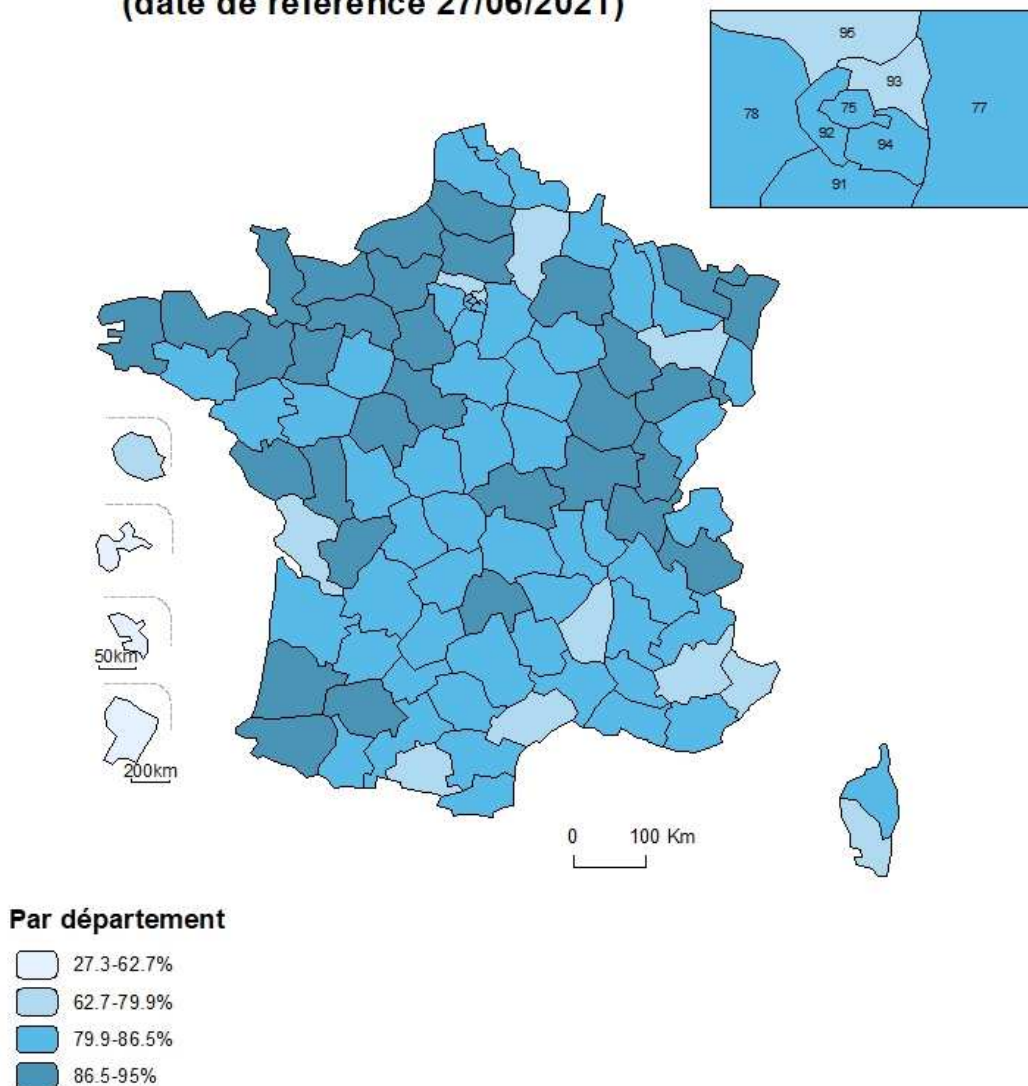 (date de référence 27/06/2021)
95
93
78
75
77
92
94
91
50km
200km
0 100 Km
Par département
27.3-62.7%
62.7-79.9%
79.9-86.5%
86.5-95%